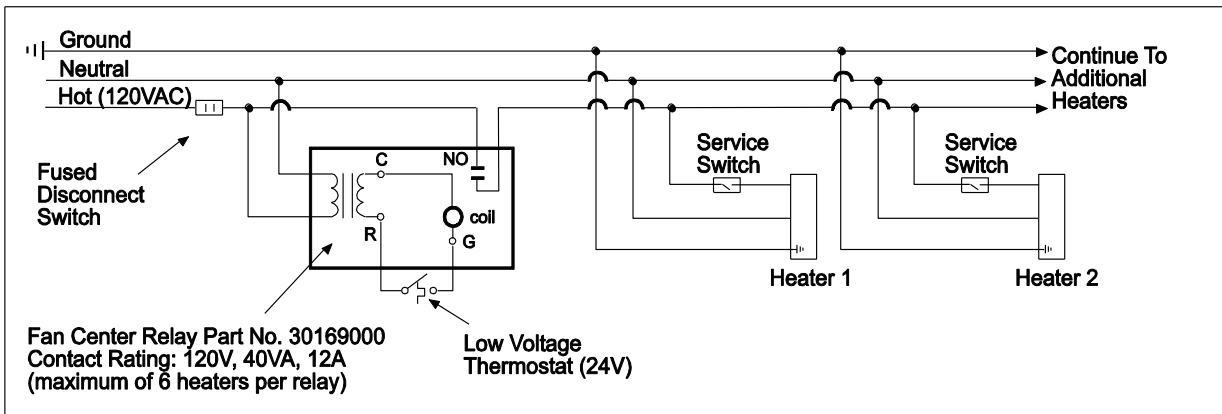 Ground
Neutral
Hot (120VAC)
Continue To
Additional
Heaters
Fused
Disconnect
Switch
C
NO
coil
R
G
Service
Switch
Service
Switch
Heater 1
Heater 2
Fan Center Relay Part No. 30169000
Contact Rating: 120V, 40VA, 12A
(maximum of 6 heaters per relay)
Low Voltage
Thermostat (24V)